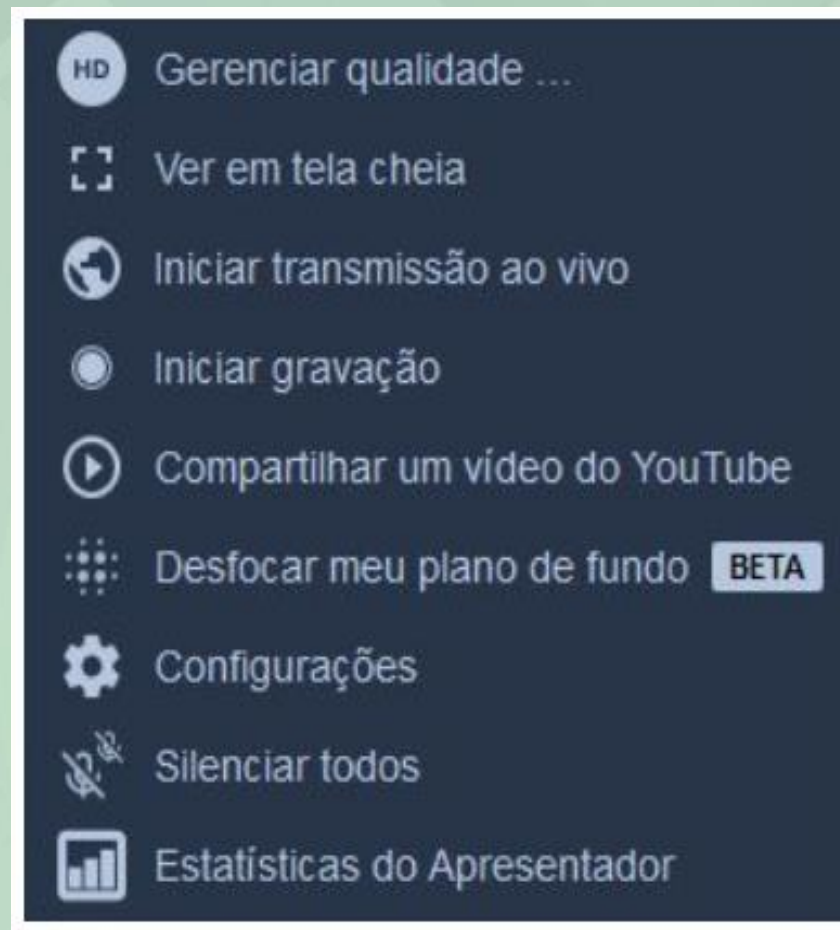 HD Gerenciar qualidade ...
Ver em tela cheia
Iniciar transmissão ao vivo
Iniciar gravação
Compartilhar um vídeo do YouTube
Desfocar meu plano de fundo BETA
Configurações
Silenciar todos
Estatísticas do Apresentador